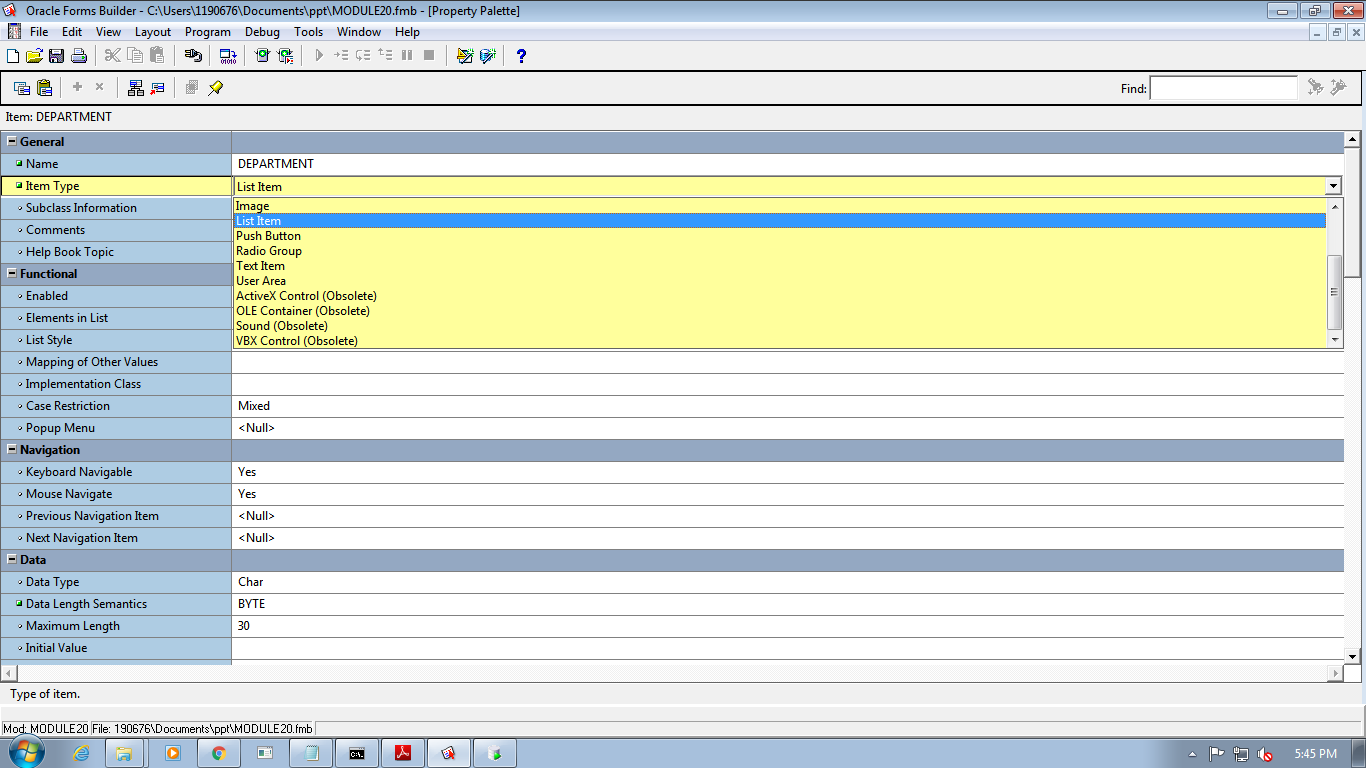 Oracle Forms Builder - C:\Users\1190676\Documents\ppt\MODULE20.fmb - [Property Palette]
File Edit View Layout Program Debug Tools Window Help
Find:
Item: DEPARTMENT
General
Name DEPARTMENT
Item Type List Item
Subclass Information Image
List Item
Comments Push Button
Help Book Topic Radio Group
Text Item
Functional User Area
Enabled ActiveX Control (Obsolete)
Elements in List OLE Container (Obsolete)
Sound (Obsolete)
List Style VBX Control (Obsolete)
Mapping of Other Values
Implementation Class
Case Restriction Mixed
Popup Menu <Null>
Navigation
Keyboard Navigable Yes
Mouse Navigate Yes
Previous Navigation Item <Null>
Next Navigation Item <Null>
Data
Data Type Char
Data Length Semantics BYTE
Maximum Length 30
Initial Value
Type of item.
Mod: MODULE20 File: 190676\Documents\ppt\MODULE20.fmb
5:45 PM